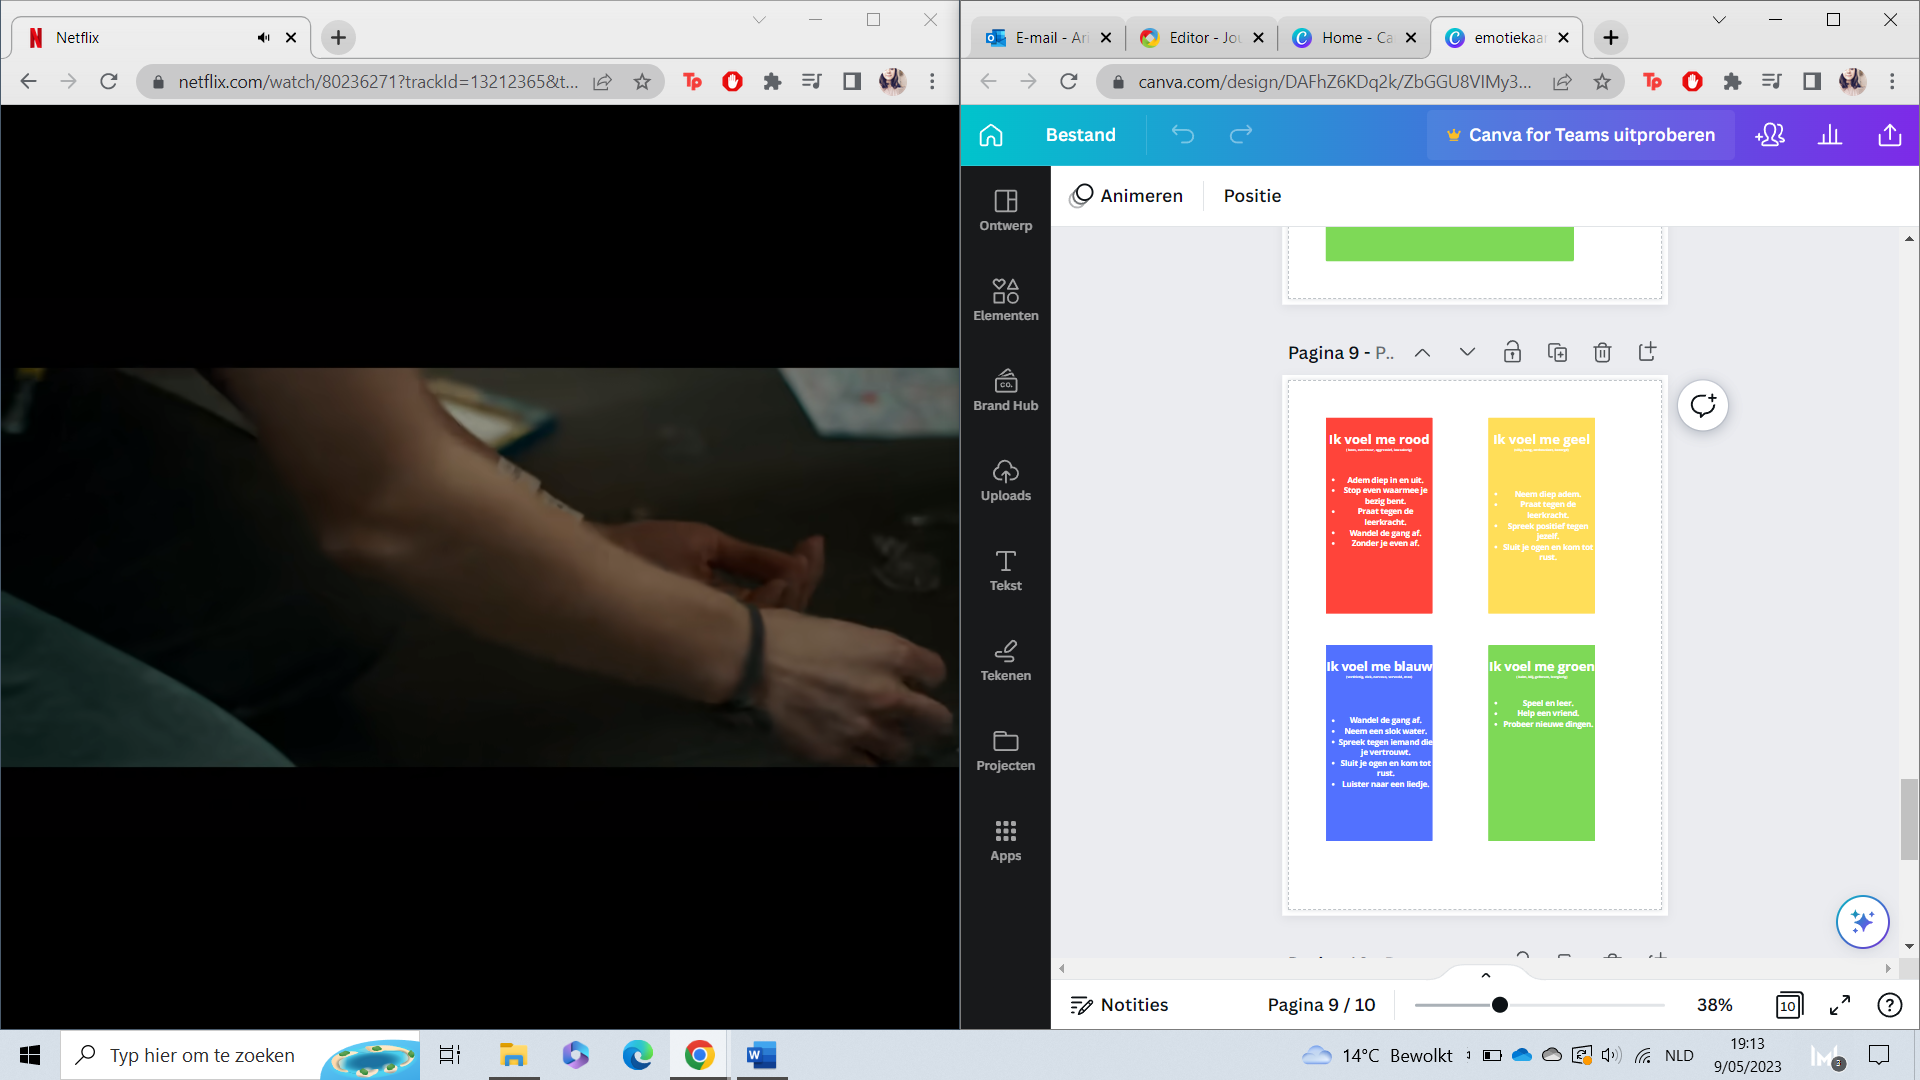 Netflix
netflix.com/watch/80236271?trackId=13212365&t...
E-mail - Ari
Editor - Jou
Home - Ca
emotiekaar
canva.com/design/DAFhZ6KDq2k/ZbGGU8VIMy3...
Bestand
Canva for Teams uitproberen
Animeren
Positie
Ontwerp
Elementen
CO.
Brand Hub
Uploads
Tekst
Tekenen
Projecten
Apps
Pagina 9 - P..
Ik voel me rood
• Adem diep in en uit.
• Stop even waarmee je
bezig bent.
• Praat tegen de
leerkracht.
• Wandel de gang af.
• Zonder je even af.
Ik voel me geel
• Neem diep adem.
• Praat tegen de
leerkracht.
• Spreek positief tegen
jezelf.
• Sluit je ogen en kom tot
rust.
Ik voel me blauw
• Wandel de gang af.
• Neem een slok water.
• Spreek tegen iemand die
je vertrouwt.
• Sluit je ogen en kom tot
rust.
• Luister naar een liedje.
Ik voel me groen
• Speel en leer.
• Help een vriend.
• Probeer nieuwe dingen.
Notities
Pagina 9 / 10
38%
10
Typ hier om te zoeken
14°C Bewolkt
NLD
19:13
9/05/2023
3